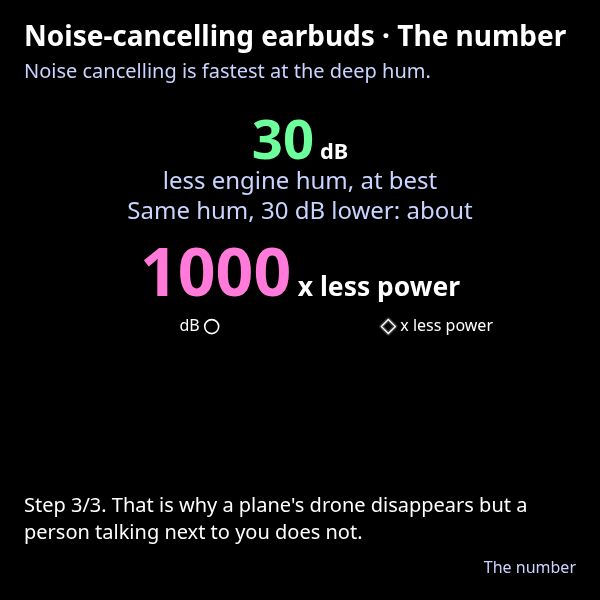 Noise-cancelling earbuds · The number
Noise cancelling is fastest at the deep hum.
30 dB
less engine hum, at best
Same hum, 30 dB lower: about
1000 x less power
dB
x less power
Step 3/3. That is why a plane's drone disappears but a
person talking next to you does not.
The number